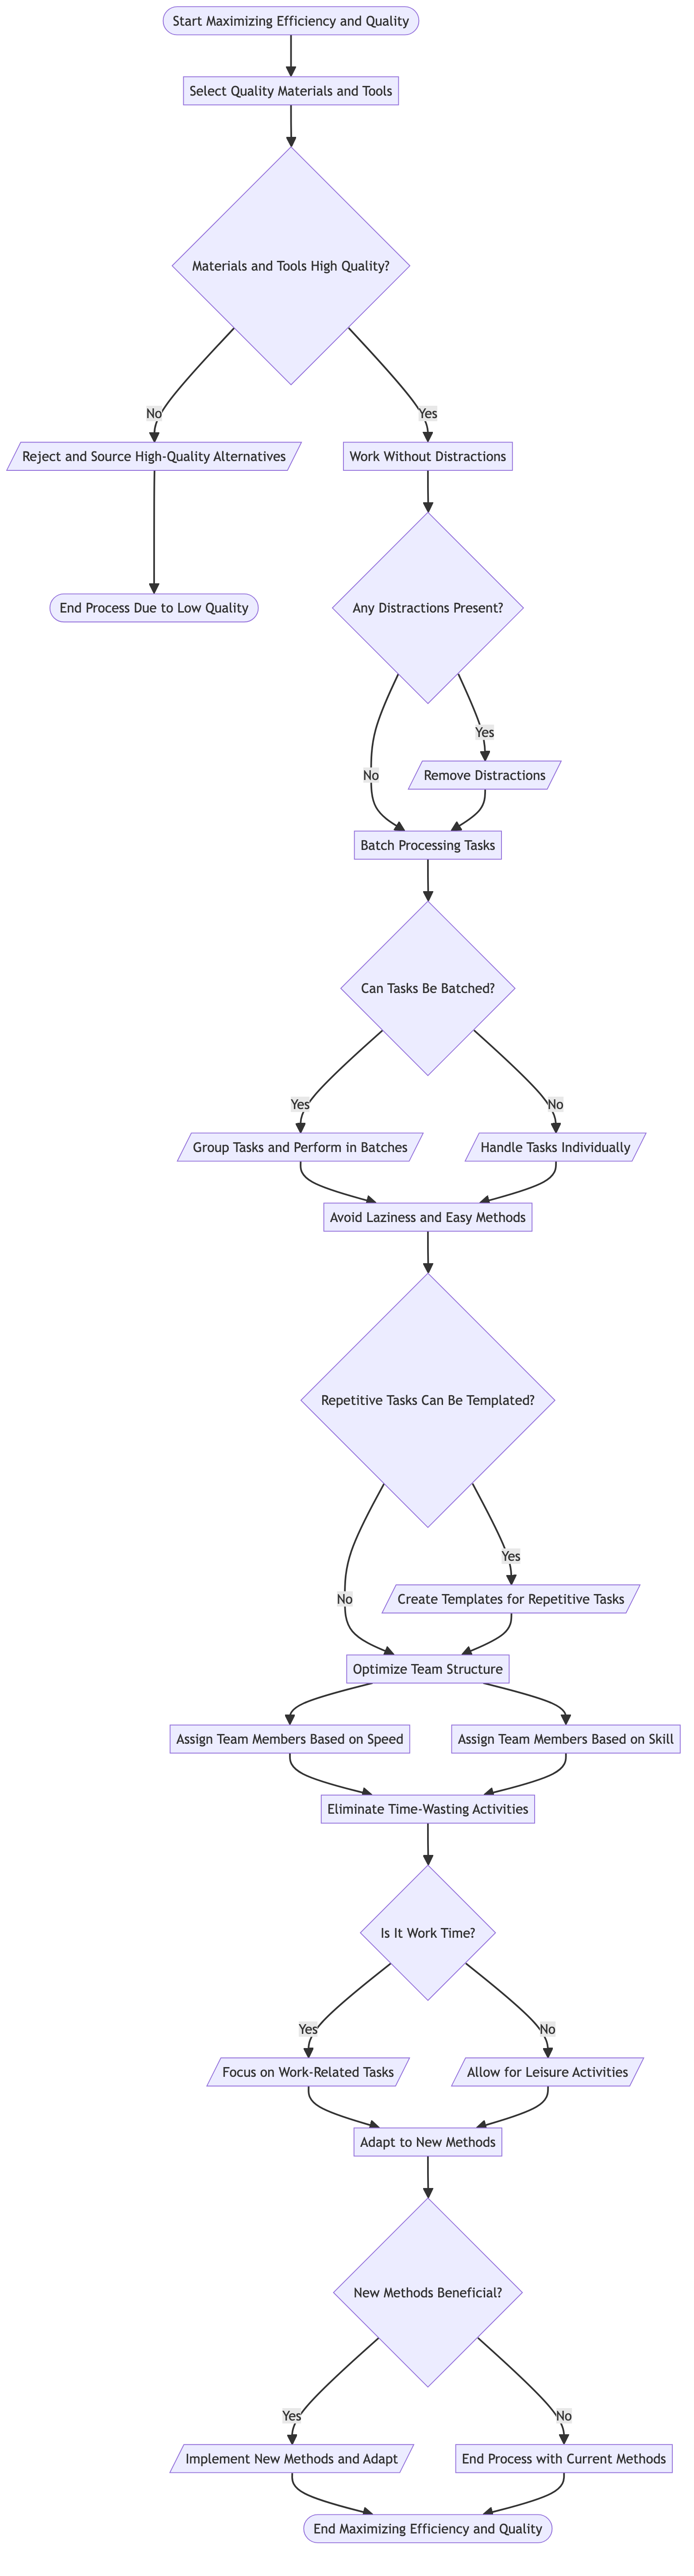 Start Maximizing Efficiency and Quality
Select Quality Materials and Tools
Materials and Tools High Quality?
No
Yes
Reject and Source High-Quality Alternatives
Work Without Distractions
End Process Due to Low Quality
Any Distractions Present?
Yes
No
Remove Distractions
Batch Processing Tasks
Can Tasks Be Batched?
Yes
No
Group Tasks and Perform in Batches
Handle Tasks Individually
Avoid Laziness and Easy Methods
Repetitive Tasks Can Be Templated?
Yes
No
Create Templates for Repetitive Tasks
Optimize Team Structure
Assign Team Members Based on Speed
Assign Team Members Based on Skill
Eliminate Time-Wasting Activities
Is It Work Time?
Yes
No
Focus on Work-Related Tasks
Allow for Leisure Activities
Adapt to New Methods
New Methods Beneficial?
Yes
No
Implement New Methods and Adapt
End Process with Current Methods
End Maximizing Efficiency and Quality